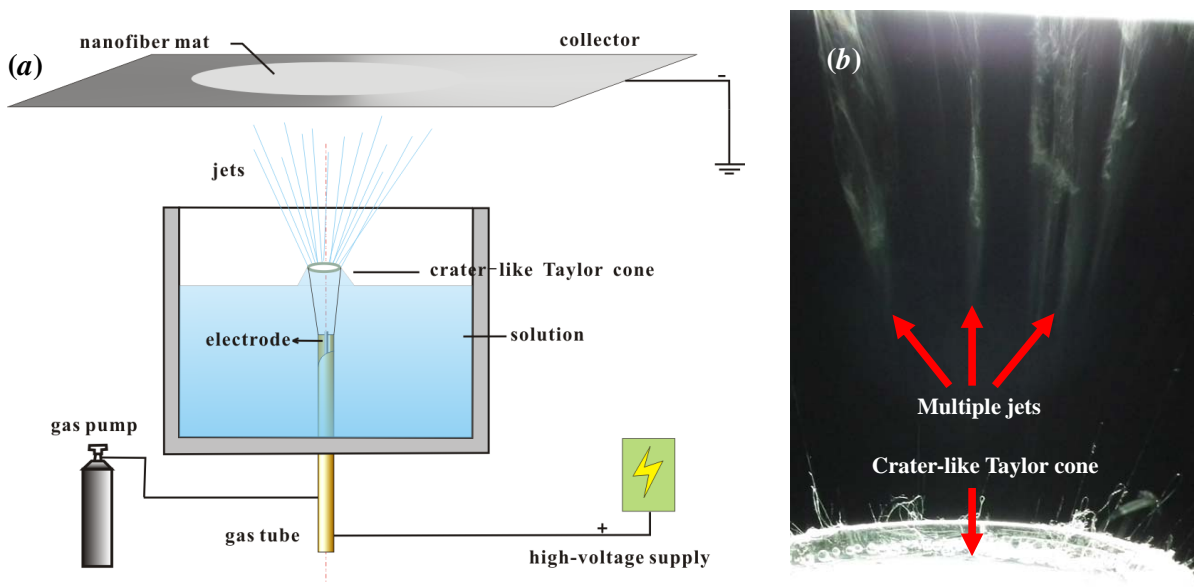 (a)
nanofiber mat
collector
-
jets
crater-like Taylor cone
electrode
solution
gas pump
gas tube
+
high-voltage supply
(b)
Multiple jets
Crater-like Taylor cone